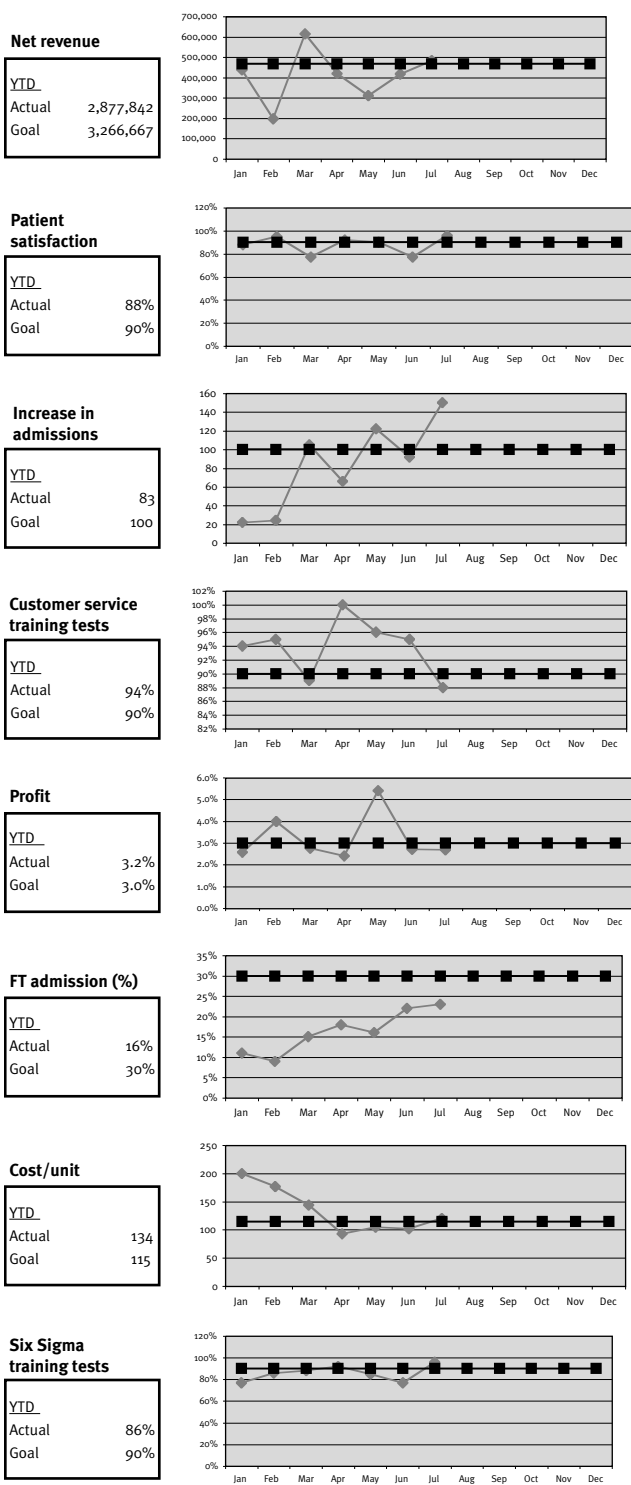 Net revenue
YTD
Actual 2,877,842
Goal 3,266,667
700,000
600,000
500,000
400,000
300,000
200,000
100,000
0
Jan Feb Mar Apr May Jun Jul Aug Sep Oct Nov Dec
Patient
satisfaction
YTD
Actual 88%
Goal 90%
120%
100%
80%
60%
40%
20%
0%
Jan Feb Mar Apr May Jun Jul Aug Sep Oct Nov Dec
Increase in
admissions
YTD
Actual 83
Goal 100
160
140
120
100
80
60
40
20
0
Jan Feb Mar Apr May Jun Jul Aug Sep Oct Nov Dec
Customer service
training tests
YTD
Actual 94%
Goal 90%
102%
100%
98%
96%
94%
92%
90%
88%
86%
84%
82%
Jan Feb Mar Apr May Jun Jul Aug Sep Oct Nov Dec
Profit
YTD
Actual 3.2%
Goal 3.0%
6.0%
5.0%
4.0%
3.0%
2.0%
1.0%
0.0%
Jan Feb Mar Apr May Jun Jul Aug Sep Oct Nov Dec
FT admission (%)
YTD
Actual 16%
Goal 30%
35%
30%
25%
20%
15%
10%
5%
0%
Jan Feb Mar Apr May Jun Jul Aug Sep Oct Nov Dec
Cost/unit
YTD
Actual 134
Goal 115
250
200
150
100
50
0
Jan Feb Mar Apr May Jun Jul Aug Sep Oct Nov Dec
Six Sigma
training tests
YTD
Actual 86%
Goal 90%
120%
100%
80%
60%
40%
20%
0%
Jan Feb Mar Apr May Jun Jul Aug Sep Oct Nov Dec